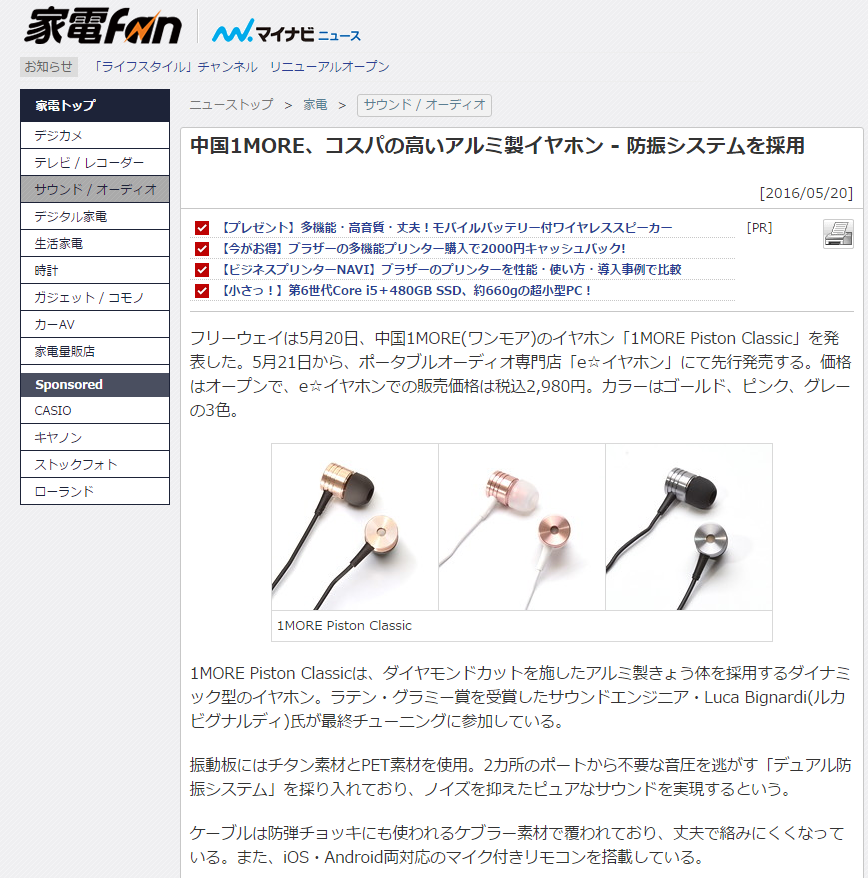 家電Fan マイナビニュース
お知らせ 「ライフスタイル」チャンネル リニューアルオープン
家電トップ
デジカメ
テレビ / レコーダー
サウンド / オーディオ
デジタル家電
生活家電
時計
ガジェット / コモノ
カーAV
家電量販店
Sponsored
CASIO
キヤノン
ストックフォト
ローランド
ニューストップ > 家電 > サウンド / オーディオ
中国1MORE、コスパの高いアルミ製イヤホン - 防振システムを採用
[2016/05/20]
【プレゼント】多機能・高音質・丈夫！モバイルバッテリー付ワイヤレススピーカー [PR]
【今がお得】ブラザーの多機能プリンター購入で2000円キャッシュバック!
【ビジネスプリンターNAVI】ブラザーのプリンターを性能・使い方・導入事例で比較
【小さっ！】第6世代Core i5＋480GB SSD、約660gの超小型PC！
フリーウェイは5月20日、中国1MORE(ワンモア)のイヤホン「1MORE Piston Classic」を発
表した。5月21日から、ポータブルオーディオ専門店「e☆イヤホン」にて先行発売する。価格
はオープンで、e☆イヤホンでの販売価格は税込2,980円。カラーはゴールド、ピンク、グレー
の3色。
1MORE Piston Classic
1MORE Piston Classicは、ダイヤモンドカットを施したアルミ製きょう体を採用するダイナミ
ック型のイヤホン。ラテン・グラミー賞を受賞したサウンドエンジニア・Luca Bignardi(ルカ
ビグナルディ)氏が最終チューニングに参加している。
振動板にはチタン素材とPET素材を使用。2カ所のポートから不要な音圧を逃がす「デュアル防
振システム」を採り入れており、ノイズを抑えたピュアなサウンドを実現するという。
ケーブルは防弾チョッキにも使われるケブラー素材で覆われており、丈夫で絡みにくくなって
いる。また、iOS・Android両対応のマイク付きリモコンを搭載している。